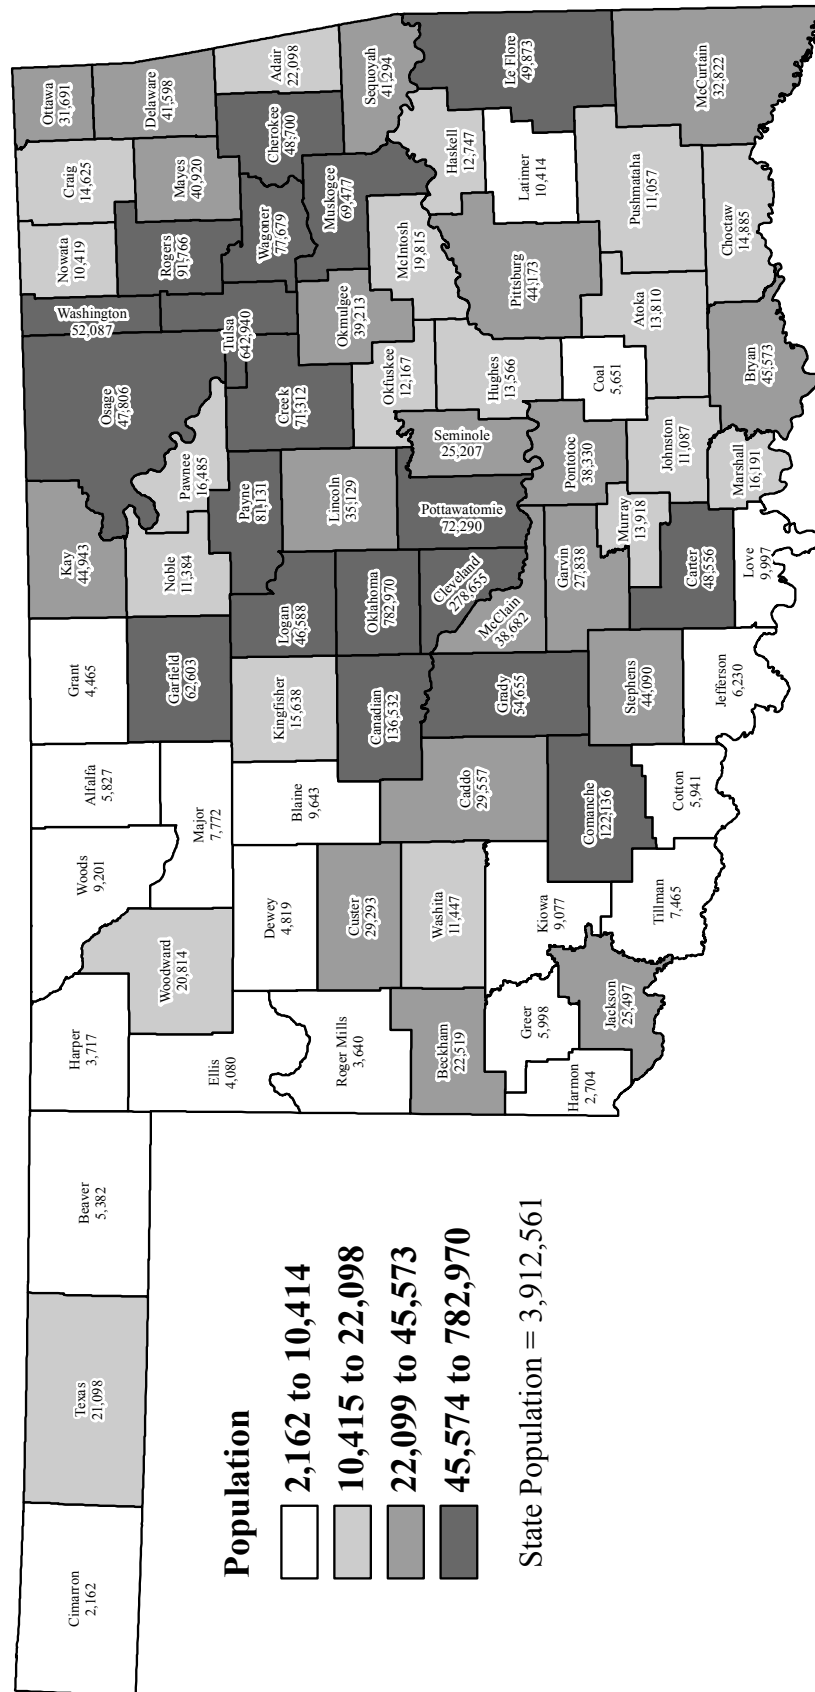 Cimarron
2,162
Texas
21,098
Beaver
5,382
Harper
3,717
Woods
9,201
Alfalfa
5,827
Grant
4,465
Kay
44,943
Osage
47,806
Washington
52,087
Nowata
10,419
Craig
14,625
Ottawa
31,691
Delaware
41,598
Mayes
40,920
Rogers
91,766
Pawnee
16,485
Noble
11,384
Garfield
62,603
Major
7,772
Woodward
20,814
Ellis
4,080
Adair
22,098
Cherokee
48,700
Wagoner
77,679
Tulsa
642,940
Creek
71,312
Payne
81,131
Logan
46,588
Kingfisher
15,638
Blaine
9,643
Dewey
4,819
Roger Mills
3,640
Custer
29,293
Canadian
136,532
Oklahoma
782,970
Lincoln
35,129
Okfuskee
12,167
Okmulgee
39,213
Muskogee
69,477
Sequoyah
41,294
Haskell
12,747
McIntosh
19,815
Hughes
13,566
Seminole
25,207
Pottawatomie
72,290
Cleveland
278,655
McClain
38,682
Grady
54,655
Caddo
29,557
Washita
11,447
Beckham
22,519
Greer
5,998
Kiowa
9,077
Comanche
122,136
Stephens
44,090
Garvin
27,838
Murray
13,918
Pontotoc
38,330
Coal
5,651
Pittsburg
44,173
Latimer
10,414
Le Flore
49,873
McCurtain
32,822
Pushmataha
11,057
Choctaw
14,885
Atoka
13,810
Bryan
45,573
Johnston
11,087
Marshall
16,191
Carter
48,556
Love
9,997
Jefferson
6,230
Cotton
5,941
Tillman
7,465
Jackson
25,497
Harmon
2,704
Population
2,162 to 10,414
10,415 to 22,098
22,099 to 45,573
45,574 to 782,970
State Population = 3,912,561